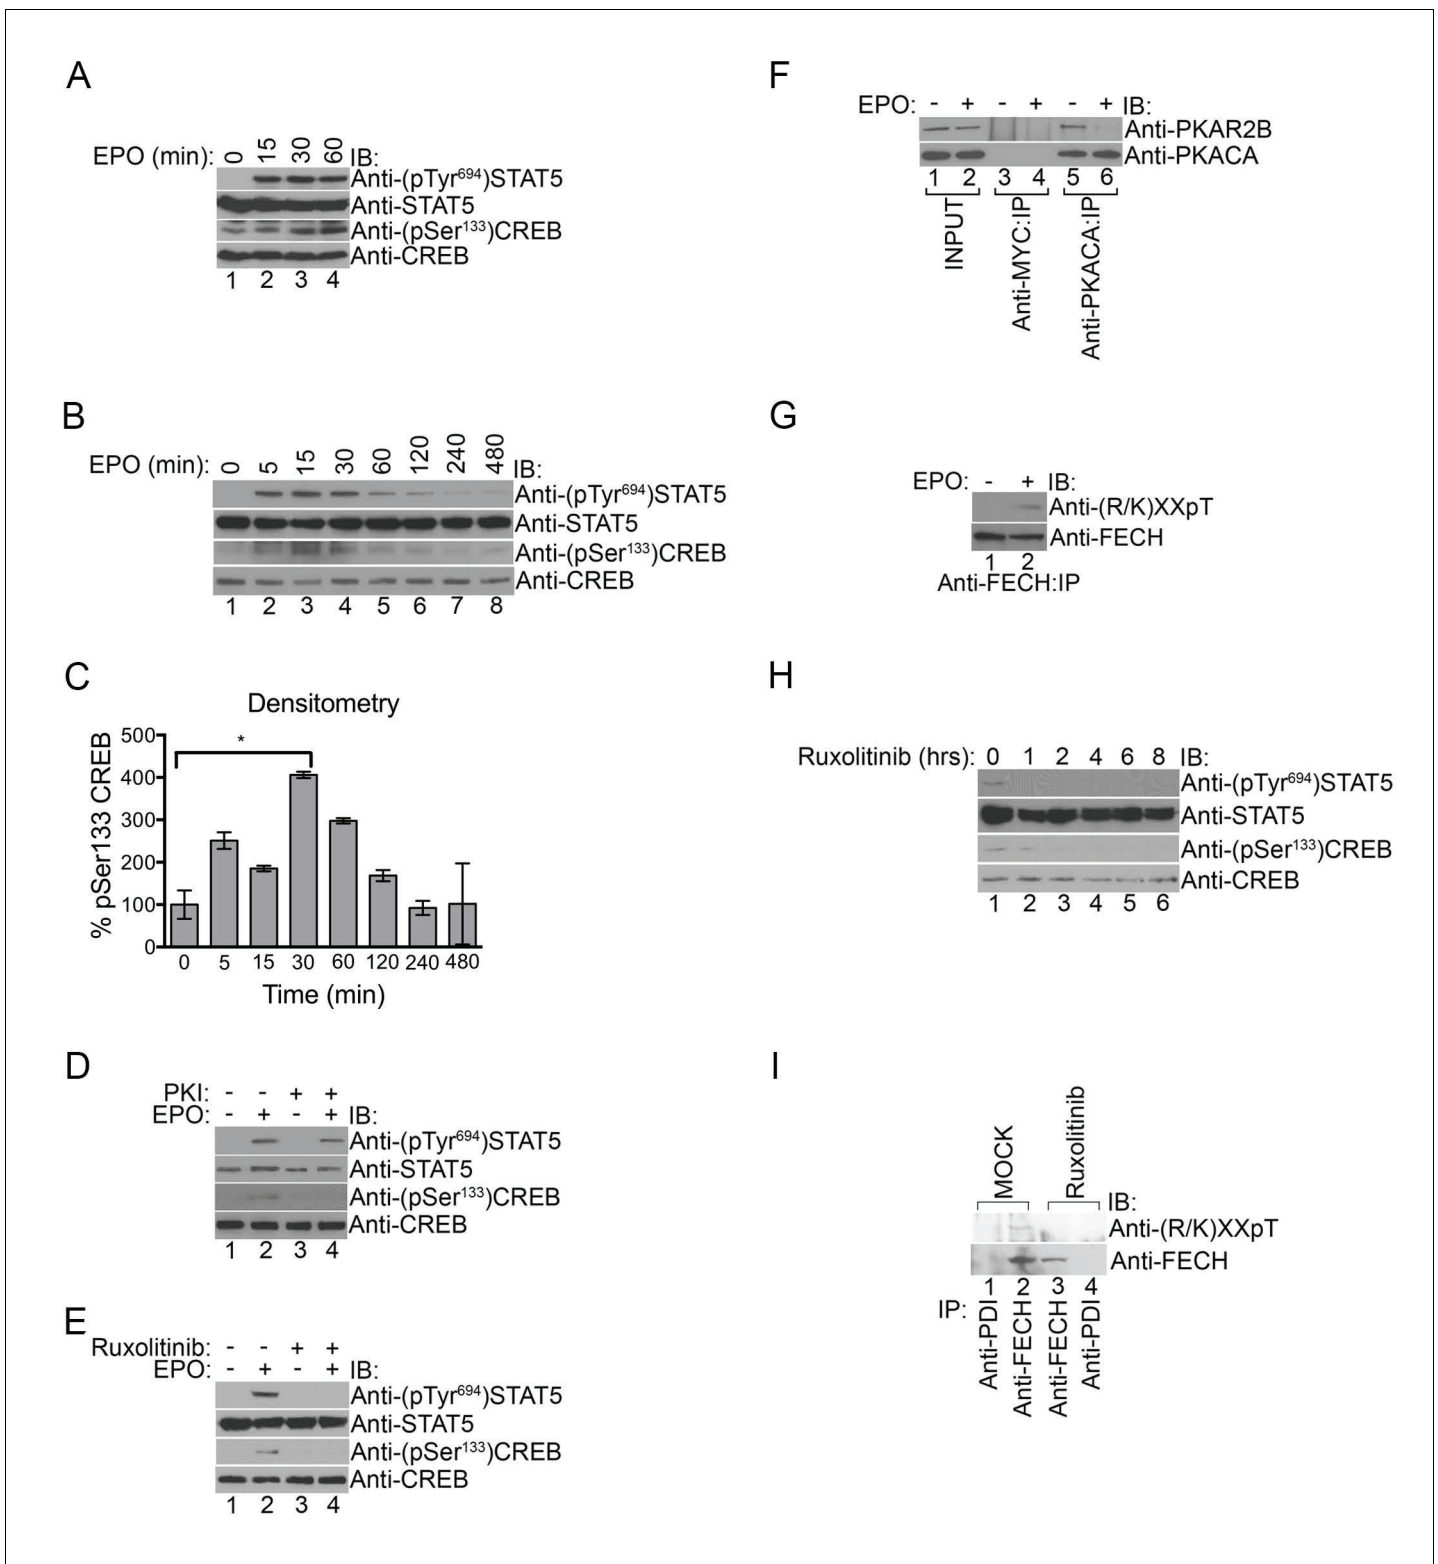 A
EPO (min): 0 15 30 60 IB:
Anti-(pTyr694)STAT5
Anti-STAT5
Anti-(pSer133)CREB
Anti-CREB
1 2 3 4
B
EPO (min): 0 5 15 30 60 120 240 480 IB:
Anti-(pTyr694)STAT5
Anti-STAT5
Anti-(pSer133)CREB
Anti-CREB
1 2 3 4 5 6 7 8
C
Densitometry
% pSer133 CREB
500
400
300
200
100
0
*
0 5 15 30 60 120 240 480
Time (min)
D
PKI: - - + +
EPO: - + - + IB:
Anti-(pTyr694)STAT5
Anti-STAT5
Anti-(pSer133)CREB
Anti-CREB
1 2 3 4
E
Ruxolitinib: - - + +
EPO: - + - + IB:
Anti-(pTyr694)STAT5
Anti-STAT5
Anti-(pSer133)CREB
Anti-CREB
1 2 3 4
F
EPO: - + - + - + IB:
Anti-PKAR2B
Anti-PKACA
1 2 3 4 5 6
INPUT
Anti-MYC:IP
Anti-PKACA:IP
G
EPO: - + IB:
Anti-(R/K)XXpT
Anti-FECH
1 2
Anti-FECH:IP
H
Ruxolitinib (hrs): 0 1 2 4 6 8 IB:
Anti-(pTyr694)STAT5
Anti-STAT5
Anti-(pSer133)CREB
Anti-CREB
1 2 3 4 5 6
I
MOCK
Ruxolitinib
IB:
Anti-(R/K)XXpT
Anti-FECH
1 2 3 4
IP:
Anti-PDI
Anti-FECH
Anti-FECH
Anti-PDI